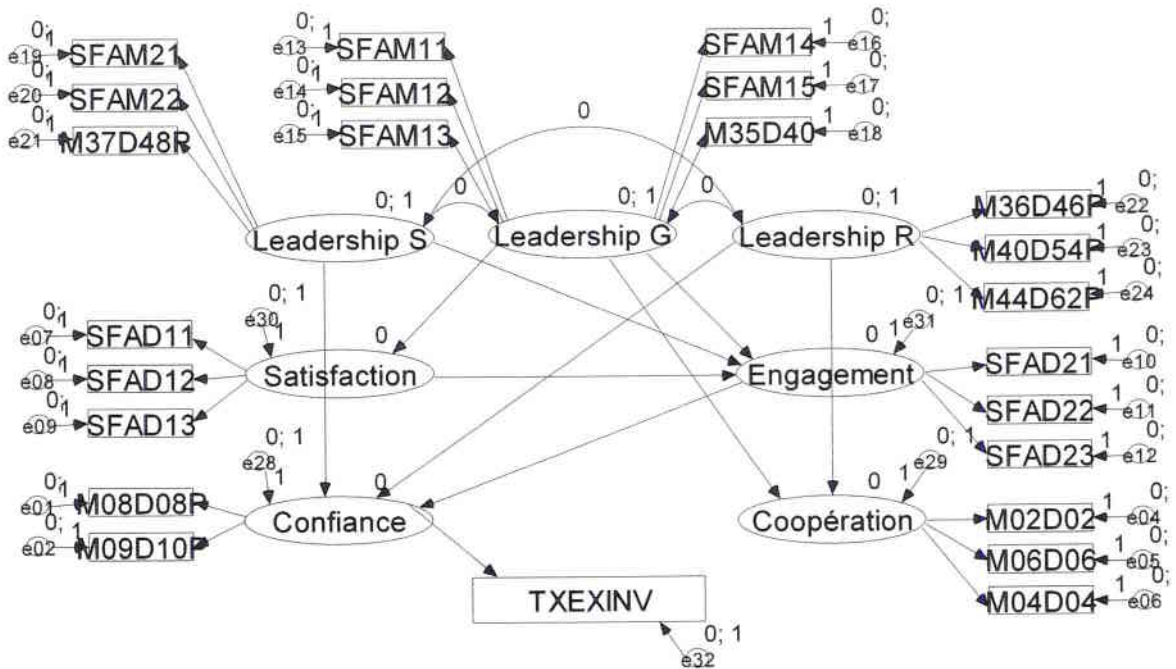 0; 1
e19 SFAM21
0; 1
e20 SFAM22
0; 1
e21 M37D48R
0; 1
e13 SFAM11
0; 1
e14 SFAM12
0; 1
e15 SFAM13
1 0;
SFAM14 e16
1 0;
SFAM15 e17
1 0;
M35D40 e18
0
0
0
0; 1
Leadership S
0; 1
Leadership G
0; 1
Leadership R
1 0;
M36D46P e22
1 0;
M40D54P e23
1 0;
M44D62P e24
0; 1
e07 SFAD11
0; 1
e08 SFAD12
0; 1
e09 SFAD13
0; 1
e30
1
0
Satisfaction
0; 1
e31
0 1
Engagement
1 0;
SFAD21 e10
1 0;
SFAD22 e11
1 0;
SFAD23 e12
0; 1
e01 M08D08P
0; 1
e02 M09D10P
0; 1
e28
1
0
Confiance
0; 1
e29
0 1
Coopération
1 0;
M02D02 e04
1 0;
M06D06 e05
1 0;
M04D04 e06
TXEXINV
0; 1
e32